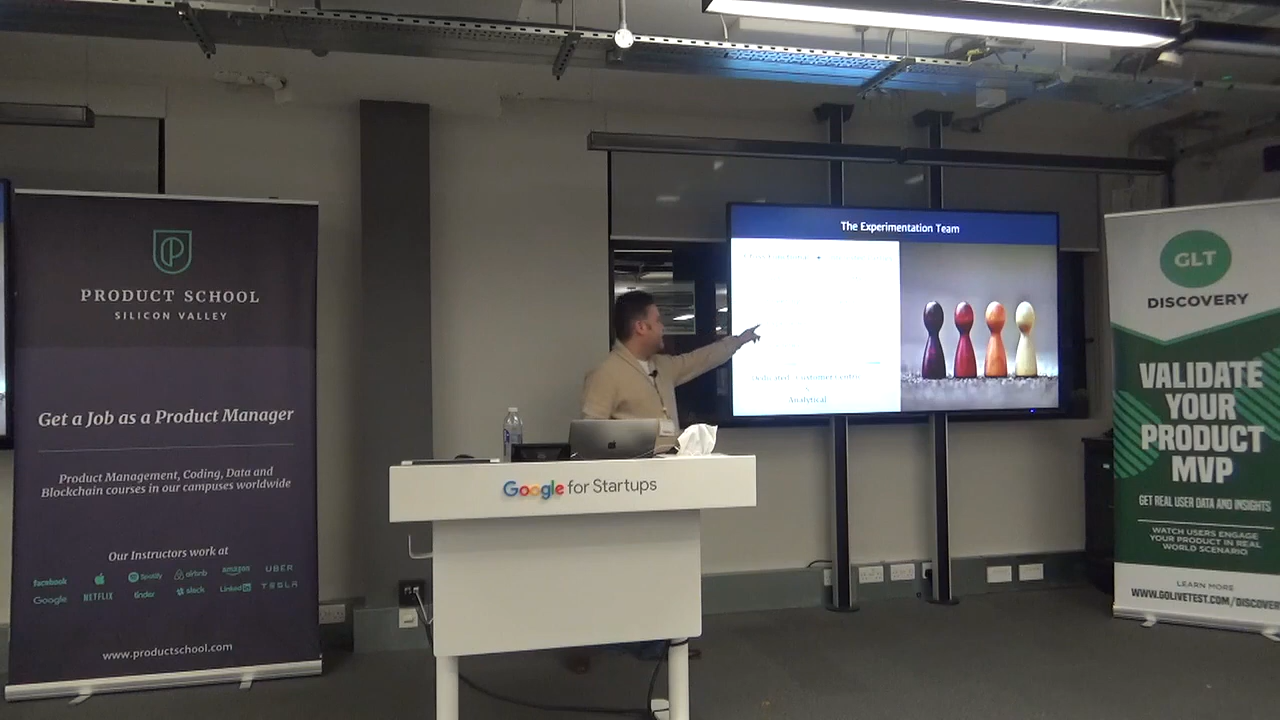 PRODUCT SCHOOL
SILICON VALLEY
Get a Job as a Product Manager
Product Management, Coding, Data and
Blockchain courses in our campuses worldwide
Our Instructors work at
facebook
Spotify
airbnb
amazon
UBER
Google
NETFLIX
tinder
slack
LinkedIn
TESLA
www.productschool.com
Google for Startups
The Experimentation Team
Dedicated, Customer Centric
Analytical
GLT
DISCOVERY
VALIDATE
YOUR
PRODUCT
MVP
GET REAL USER DATA AND INSIGHTS
WATCH USERS ENGAGE
YOUR PRODUCT IN REAL
WORLD SCENARIO
LEARN MORE
WWW.GOLIVETEST.COM/DISCOVER